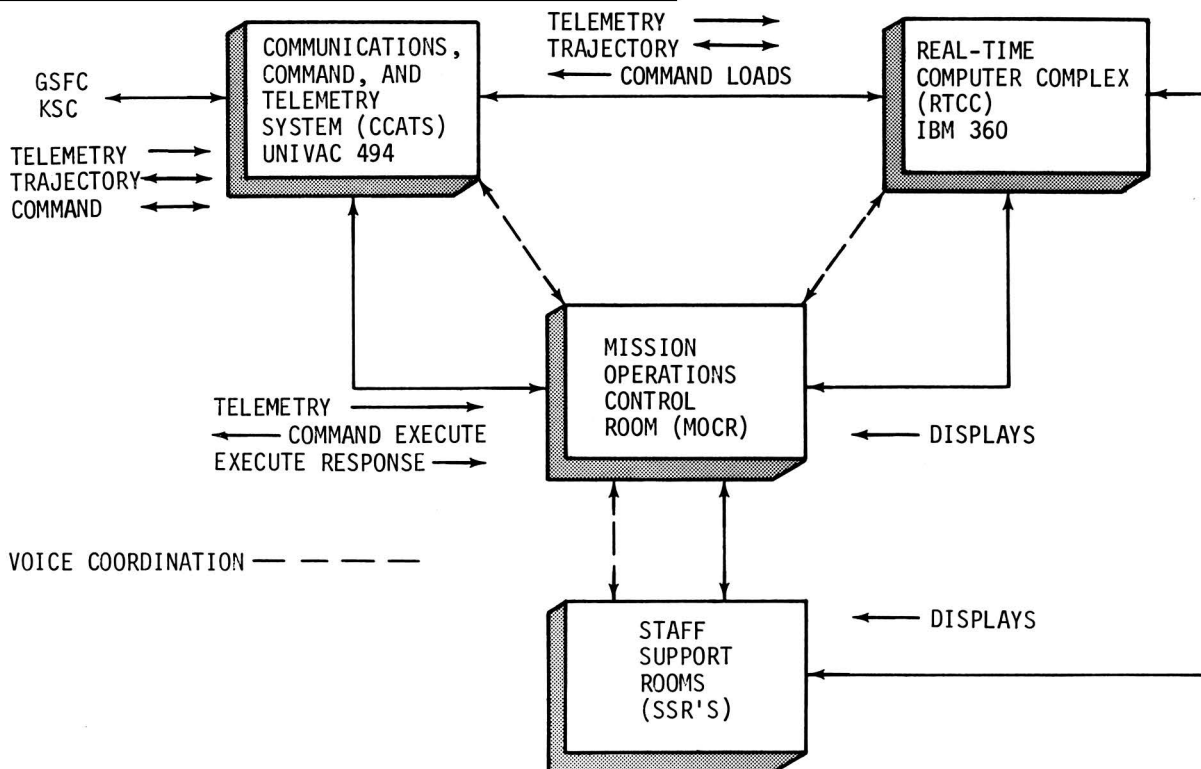 COMMUNICATIONS,
COMMAND, AND
TELEMETRY
SYSTEM (CCATS)
UNIVAC 494
GSFC
KSC
TELEMETRY
TRAJECTORY
COMMAND
TELEMETRY
TRAJECTORY
COMMAND LOADS
REAL-TIME
COMPUTER COMPLEX
(RTCC)
IBM 360
MISSION
OPERATIONS
CONTROL
ROOM (MOCR)
TELEMETRY
COMMAND EXECUTE
EXECUTE RESPONSE
DISPLAYS
VOICE COORDINATION
STAFF
SUPPORT
ROOMS
(SSR'S)
DISPLAYS